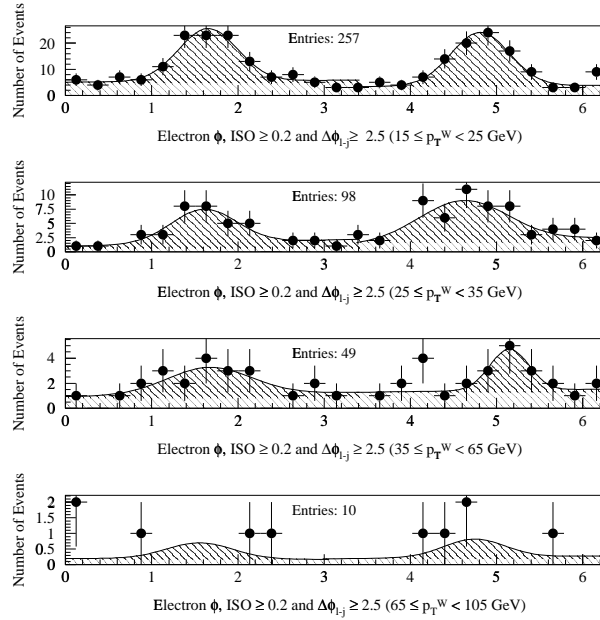 Number of Events
20
10
0
Entries: 257
0 1 2 3 4 5 6
Electron ϕ, ISO ≥ 0.2 and Δϕl-j ≥ 2.5 (15 ≤ pTW < 25 GeV)
Number of Events
10
7.5
5
2.5
0
Entries: 98
0 1 2 3 4 5 6
Electron ϕ, ISO ≥ 0.2 and Δϕl-j ≥ 2.5 (25 ≤ pTW < 35 GeV)
Number of Events
4
2
0
Entries: 49
0 1 2 3 4 5 6
Electron ϕ, ISO ≥ 0.2 and Δϕl-j ≥ 2.5 (35 ≤ pTW < 65 GeV)
Number of Events
2
1.5
1
0.5
0
Entries: 10
0 1 2 3 4 5 6
Electron ϕ, ISO ≥ 0.2 and Δϕl-j ≥ 2.5 (65 ≤ pTW < 105 GeV)